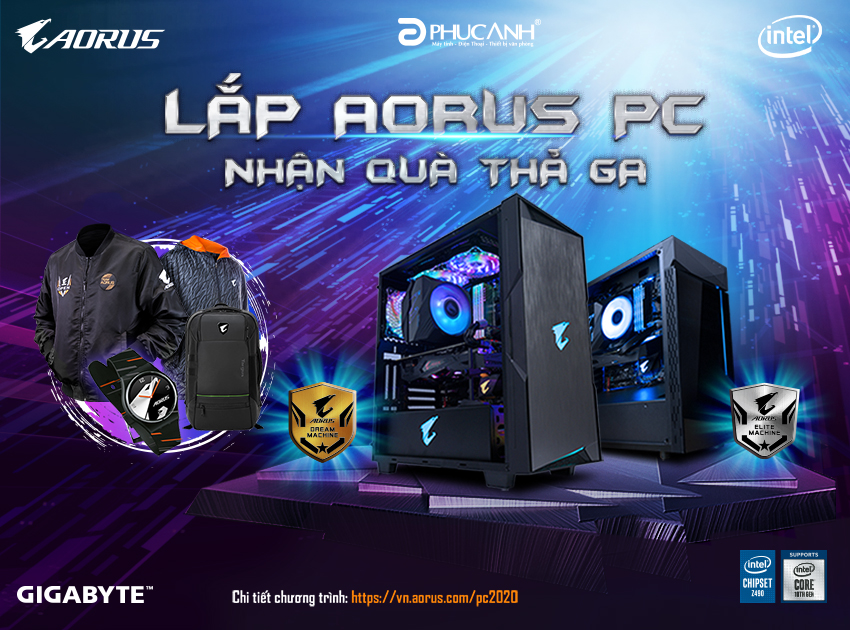 AORUS
PHUCANH®
Máy tính - Điện Thoại - Thiết bị văn phòng
intel
LẮP AORUS PC
NHẬN QUÀ THẢ GA
AORUS
AORUS
DREAM
MACHINE
AORUS
ELITE
MACHINE
GIGABYTE™
Chi tiết chương trình: https://vn.aorus.com/pc2020
intel
CHIPSET
Z490
SUPPORTS
intel
CORE
10TH GEN